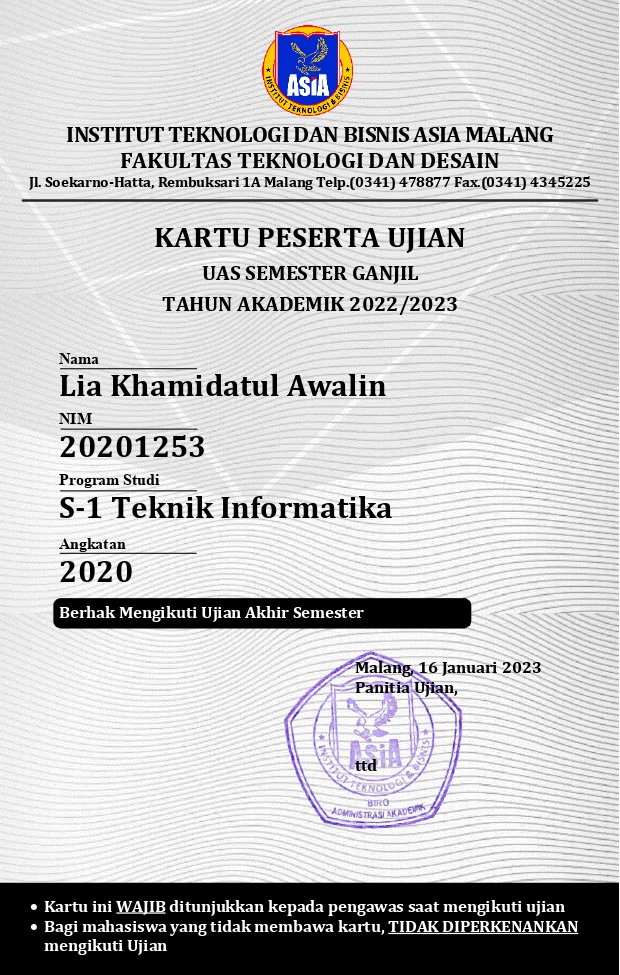 ASiA
INSTITUT TEKNOLOGI & BISNIS
INSTITUT TEKNOLOGI DAN BISNIS ASIA MALANG
FAKULTAS TEKNOLOGI DAN DESAIN
Jl. Soekarno-Hatta, Rembuksari 1A Malang Telp.(0341) 478877 Fax.(0341) 4345225
KARTU PESERTA UJIAN
UAS SEMESTER GANJIL
TAHUN AKADEMIK 2022/2023
Nama
Lia Khamidatul Awalin
NIM
20201253
Program Studi
S-1 Teknik Informatika
Angkatan
2020
Berhak Mengikuti Ujian Akhir Semester
Malang, 16 Januari 2023
Panitia Ujian,
ASiA
ttd
INSTITUT TEKNOLOGI & BISNIS
BIRO
ADMINISTRASI AKADEMIK
• Kartu ini WAJIB ditunjukkan kepada pengawas saat mengikuti ujian
• Bagi mahasiswa yang tidak membawa kartu, TIDAK DIPERKENANKAN
mengikuti Ujian